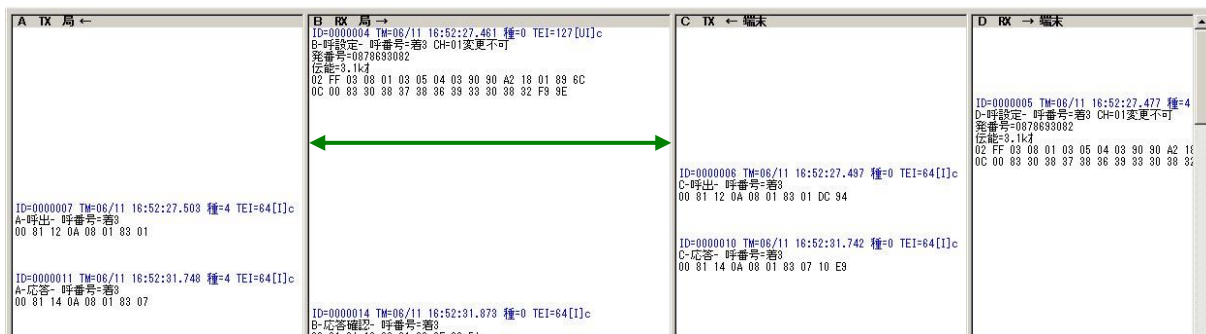 A TX 局 ←
B RX 局 →
C TX ← 端末
D RX → 端末
ID=0000004 TM=06/11 16:52:27.461 種=0 TEI=127[UI]c
B-呼設定- 呼番号=着3 CH=01変更不可
発番号=0878693082
伝能=3.1kｵ
02 FF 03 08 01 03 05 04 03 90 90 A2 18 01 89 6C
0C 00 83 30 38 37 38 36 39 33 30 38 32 F9 9E
ID=0000005 TM=06/11 16:52:27.477 種=4
D-呼設定- 呼番号=着3 CH=01変更不可
発番号=0878693082
伝能=3.1kｵ
02 FF 03 08 01 03 05 04 03 90 90 A2 18
0C 00 83 30 38 37 38 36 39 33 30 38 32
ID=0000006 TM=06/11 16:52:27.497 種=0 TEI=64[I]c
C-呼出- 呼番号=着3
00 81 12 0A 08 01 83 01 DC 94
ID=0000007 TM=06/11 16:52:27.503 種=4 TEI=64[I]c
A-呼出- 呼番号=着3
00 81 12 0A 08 01 83 01
ID=0000010 TM=06/11 16:52:31.742 種=0 TEI=64[I]c
C-応答- 呼番号=着3
00 81 14 0A 08 01 83 07 10 E9
ID=0000011 TM=06/11 16:52:31.748 種=4 TEI=64[I]c
A-応答- 呼番号=着3
00 81 14 0A 08 01 83 07
ID=0000014 TM=06/11 16:52:31.873 種=0 TEI=64[I]c
B-応答確認- 呼番号=着3